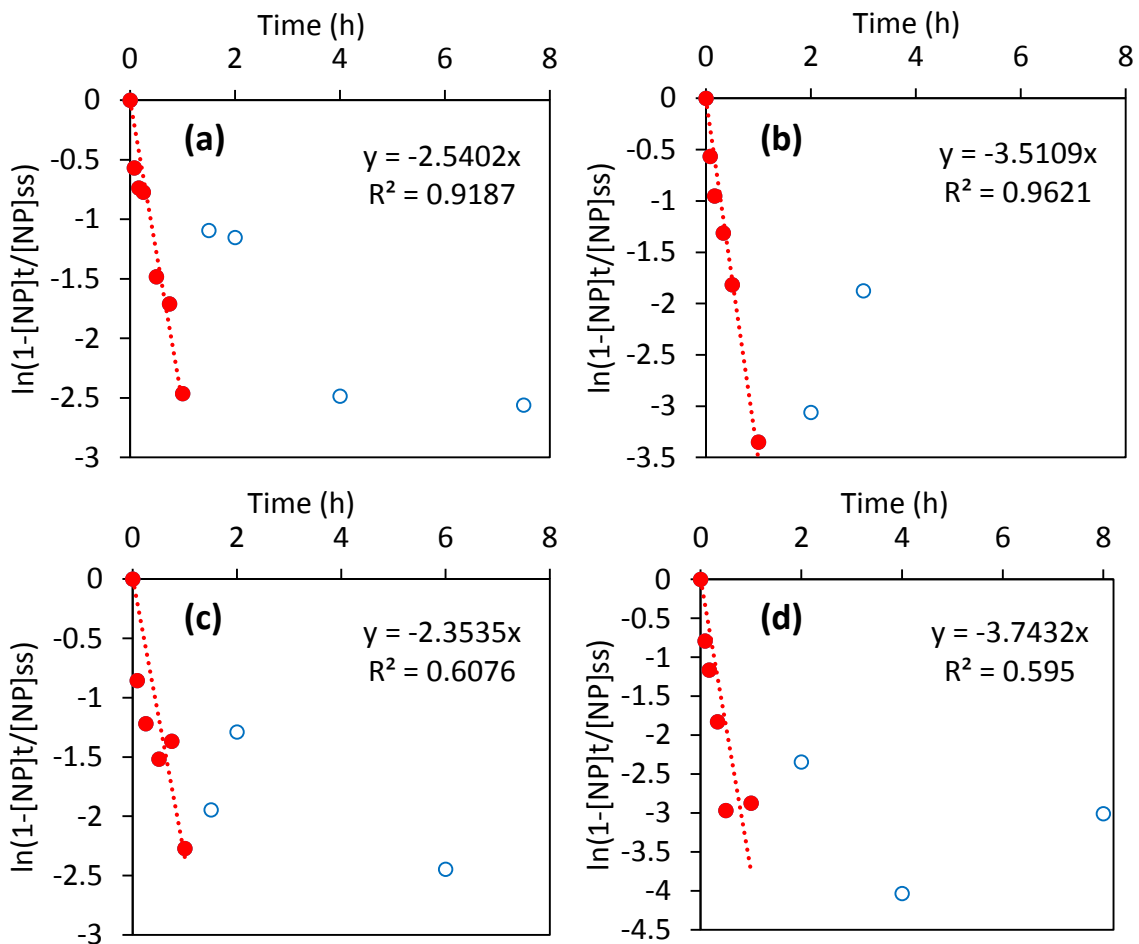 Time (h)
0 2 4 6 8
0
-0.5
-1
-1.5
-2
-2.5
-3
ln(1-[NP]t/[NP]ss)
(a)
y = -2.5402x
R² = 0.9187
Time (h)
0 2 4 6 8
0
-0.5
-1
-1.5
-2
-2.5
-3
-3.5
ln(1-[NP]t/[NP]ss)
(b)
y = -3.5109x
R² = 0.9621
Time (h)
0 2 4 6 8
0
-0.5
-1
-1.5
-2
-2.5
-3
ln(1-[NP]t/[NP]ss)
(c)
y = -2.3535x
R² = 0.6076
Time (h)
0 2 4 6 8
0
-0.5
-1
-1.5
-2
-2.5
-3
-3.5
-4
-4.5
ln(1-[NP]t/[NP]ss)
(d)
y = -3.7432x
R² = 0.595